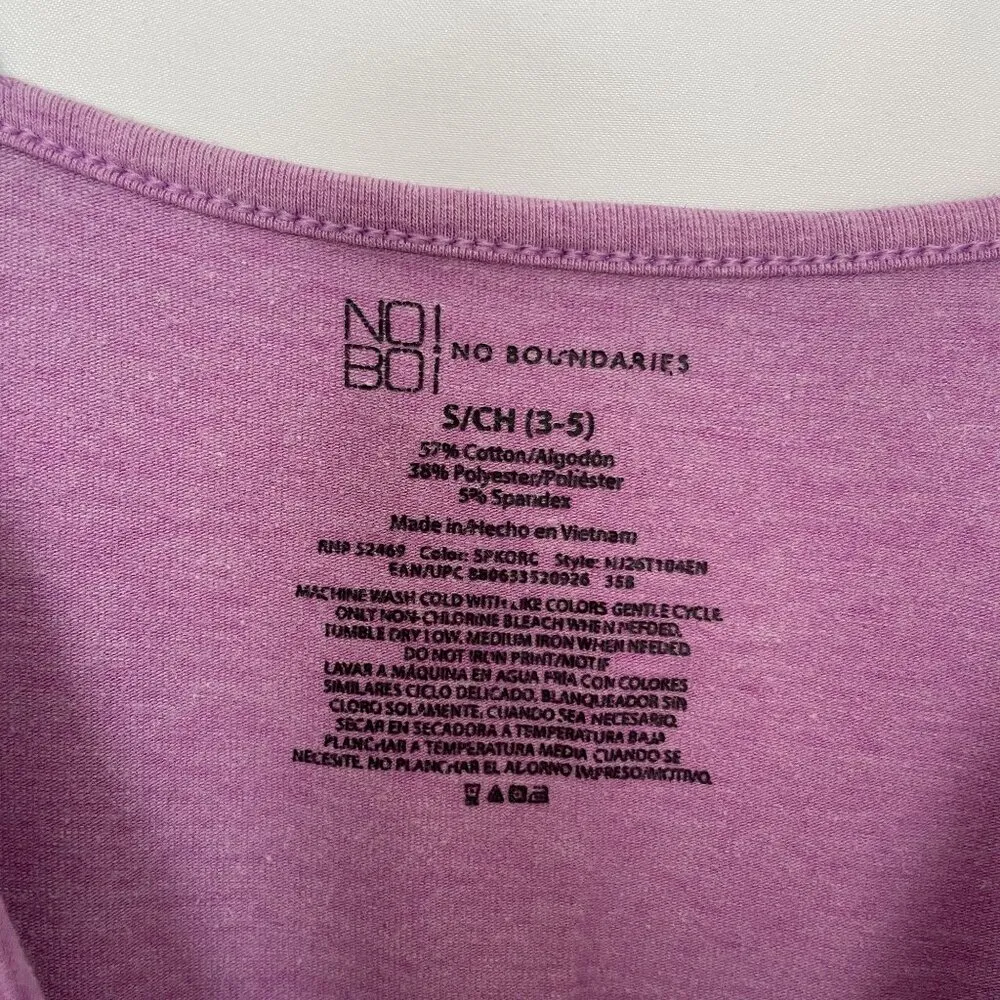 NO!
BO¡ NO BOUNDARIES
S/CH (3-5)
57% Cotton/Algodón
38% Polyester/Poliéster
5% Spandex
Made in/Hecho en Vietnam
RN# 52469 Color: SPKORC Style: NJ26T104EN
EAN/UPC 880633520926 358
MACHINE WASH COLD WITH LIKE COLORS GENTLE CYCLE
ONLY NON-CHLORINE BLEACH WHEN NEEDED,
TUMBLE DRY LOW, MEDIUM IRON WHEN NEEDED
DO NOT IRON PRINT/MOTIF
LAVAR A MÁQUINA EN AGUA FRÍA CON COLORES
SIMILARES CICLO DELICADO, BLANQUEADOR SIN
CLORO SOLAMENTE, CUANDO SEA NECESARIO,
SECAR EN SECADORA A TEMPERATURA BAJA
PLANCHAR A TEMPERATURA MEDIA CUANDO SE
NECESITE. NO PLANCHAR EL ADORNO IMPRESO/MOTIVO.